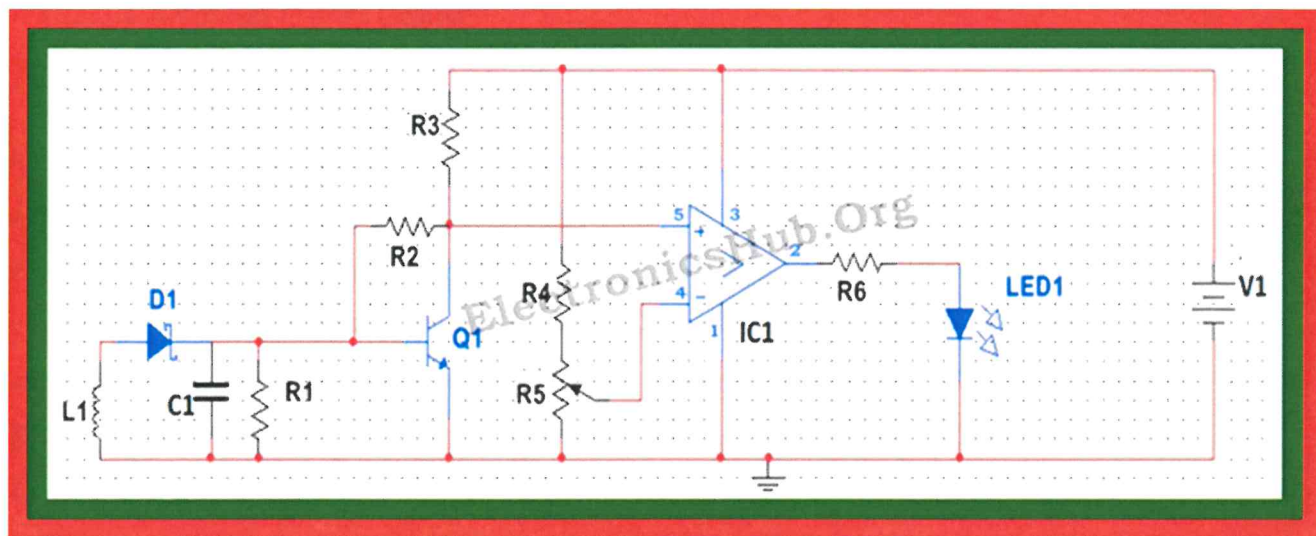 R3
R2
R4
R5
D1
Q1
L1
C1
R1
5
3
2
4
1
+
-
IC1
R6
LED1
V1
ElectronicsHub.Org